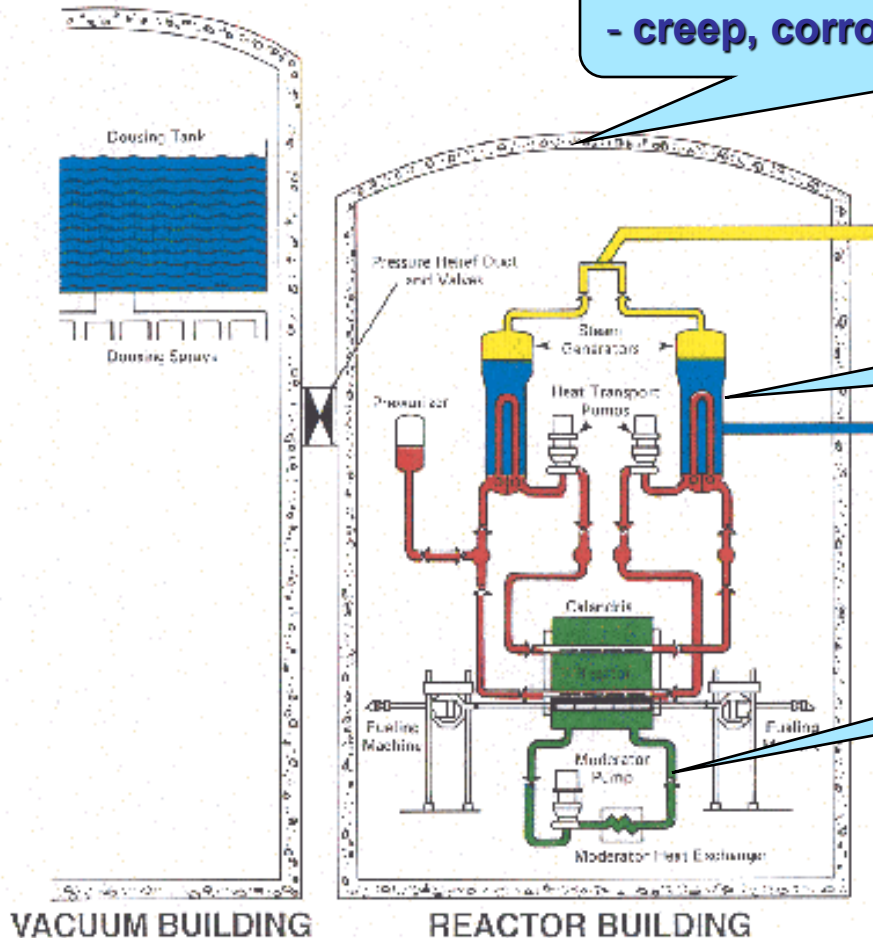 - creep, corro
Dousing Tank
Pressure Relief Duct
and Valves
Dousing Sprays
Steam
Generators
Pressurizer
Heat Transport
Pumps
Calandria
Fueling
Machine
Fueling
Moderator
Pump
Moderator Heat Exchanger
VACUUM BUILDING
REACTOR BUILDING